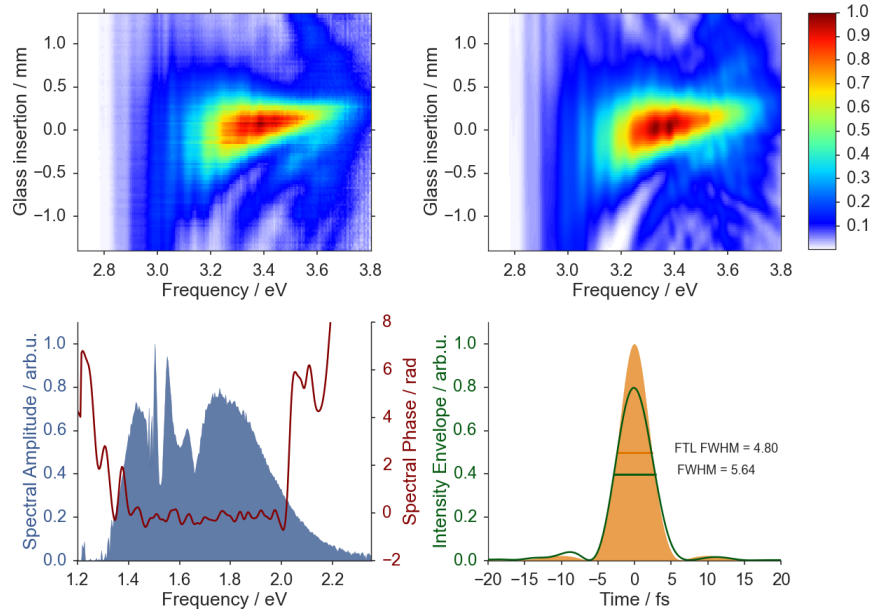 Glass insertion / mm
1.0
0.5
0.0
−0.5
−1.0
2.8 3.0 3.2 3.4 3.6 3.8
Frequency / eV
Glass insertion / mm
1.0
0.5
0.0
−0.5
−1.0
2.8 3.0 3.2 3.4 3.6 3.8
Frequency / eV
1.0
0.9
0.8
0.7
0.6
0.5
0.4
0.3
0.2
0.1
Spectral Amplitude / arb.u.
1.0
0.8
0.6
0.4
0.2
0.0
1.2 1.4 1.6 1.8 2.0 2.2
Frequency / eV
8
6
4
2
0
−2
Spectral Phase / rad
Intensity Envelope / arb.u.
1.0
0.8
0.6
0.4
0.2
0.0
FTL FWHM = 4.80
FWHM = 5.64
−20 −15 −10 −5 0 5 10 15 20
Time / fs